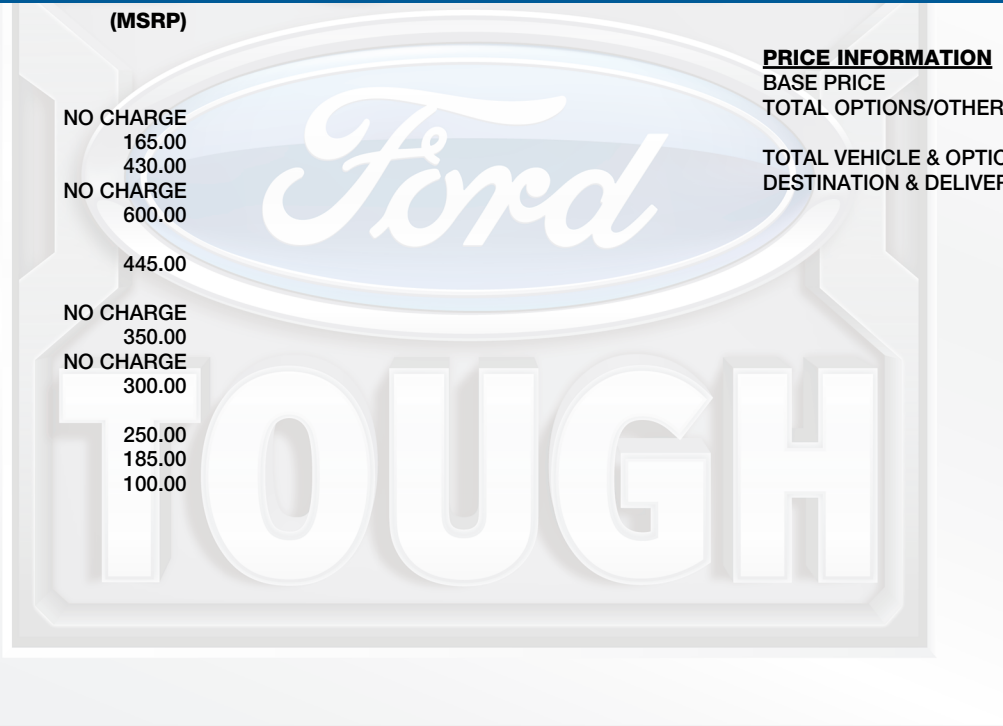 (MSRP)
NO CHARGE
165.00
430.00
NO CHARGE
600.00
445.00
NO CHARGE
350.00
NO CHARGE
300.00
250.00
185.00
100.00
PRICE INFORMATION
BASE PRICE
TOTAL OPTIONS/OTHER
TOTAL VEHICLE & OPTIO
DESTINATION & DELIVER
Ford
TOUGH